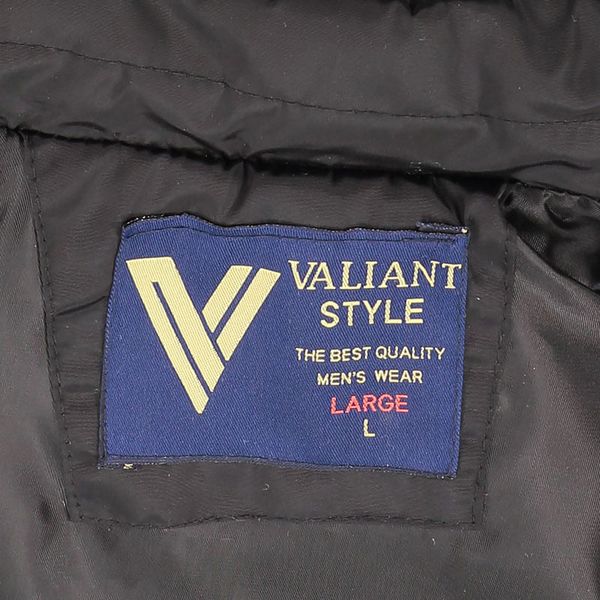 VALIANT
STYLE
THE BEST QUALITY
MEN'S WEAR
LARGE
L